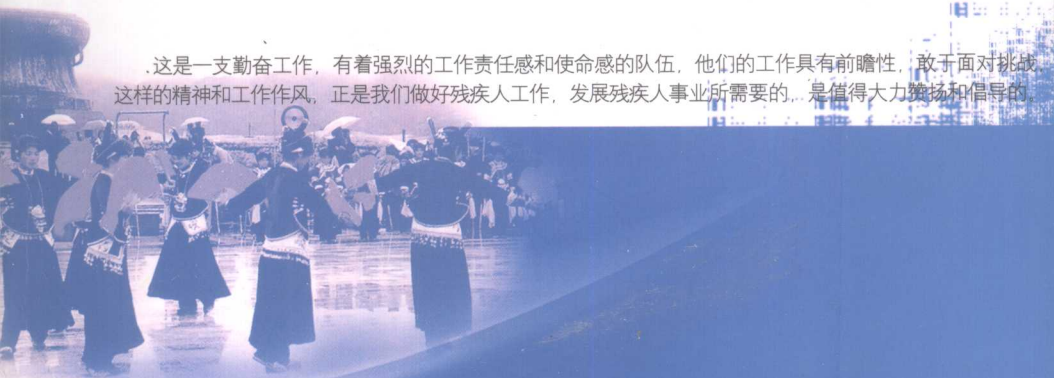 这是一支勤奋工作，有着强烈的工作责任感和使命感的队伍，他们的工作具有前瞻性，敢于面对挑战，
这样的精神和工作作风，正是我们做好残疾人工作，发展残疾人事业所需要的，是值得大力赞扬和倡导的。